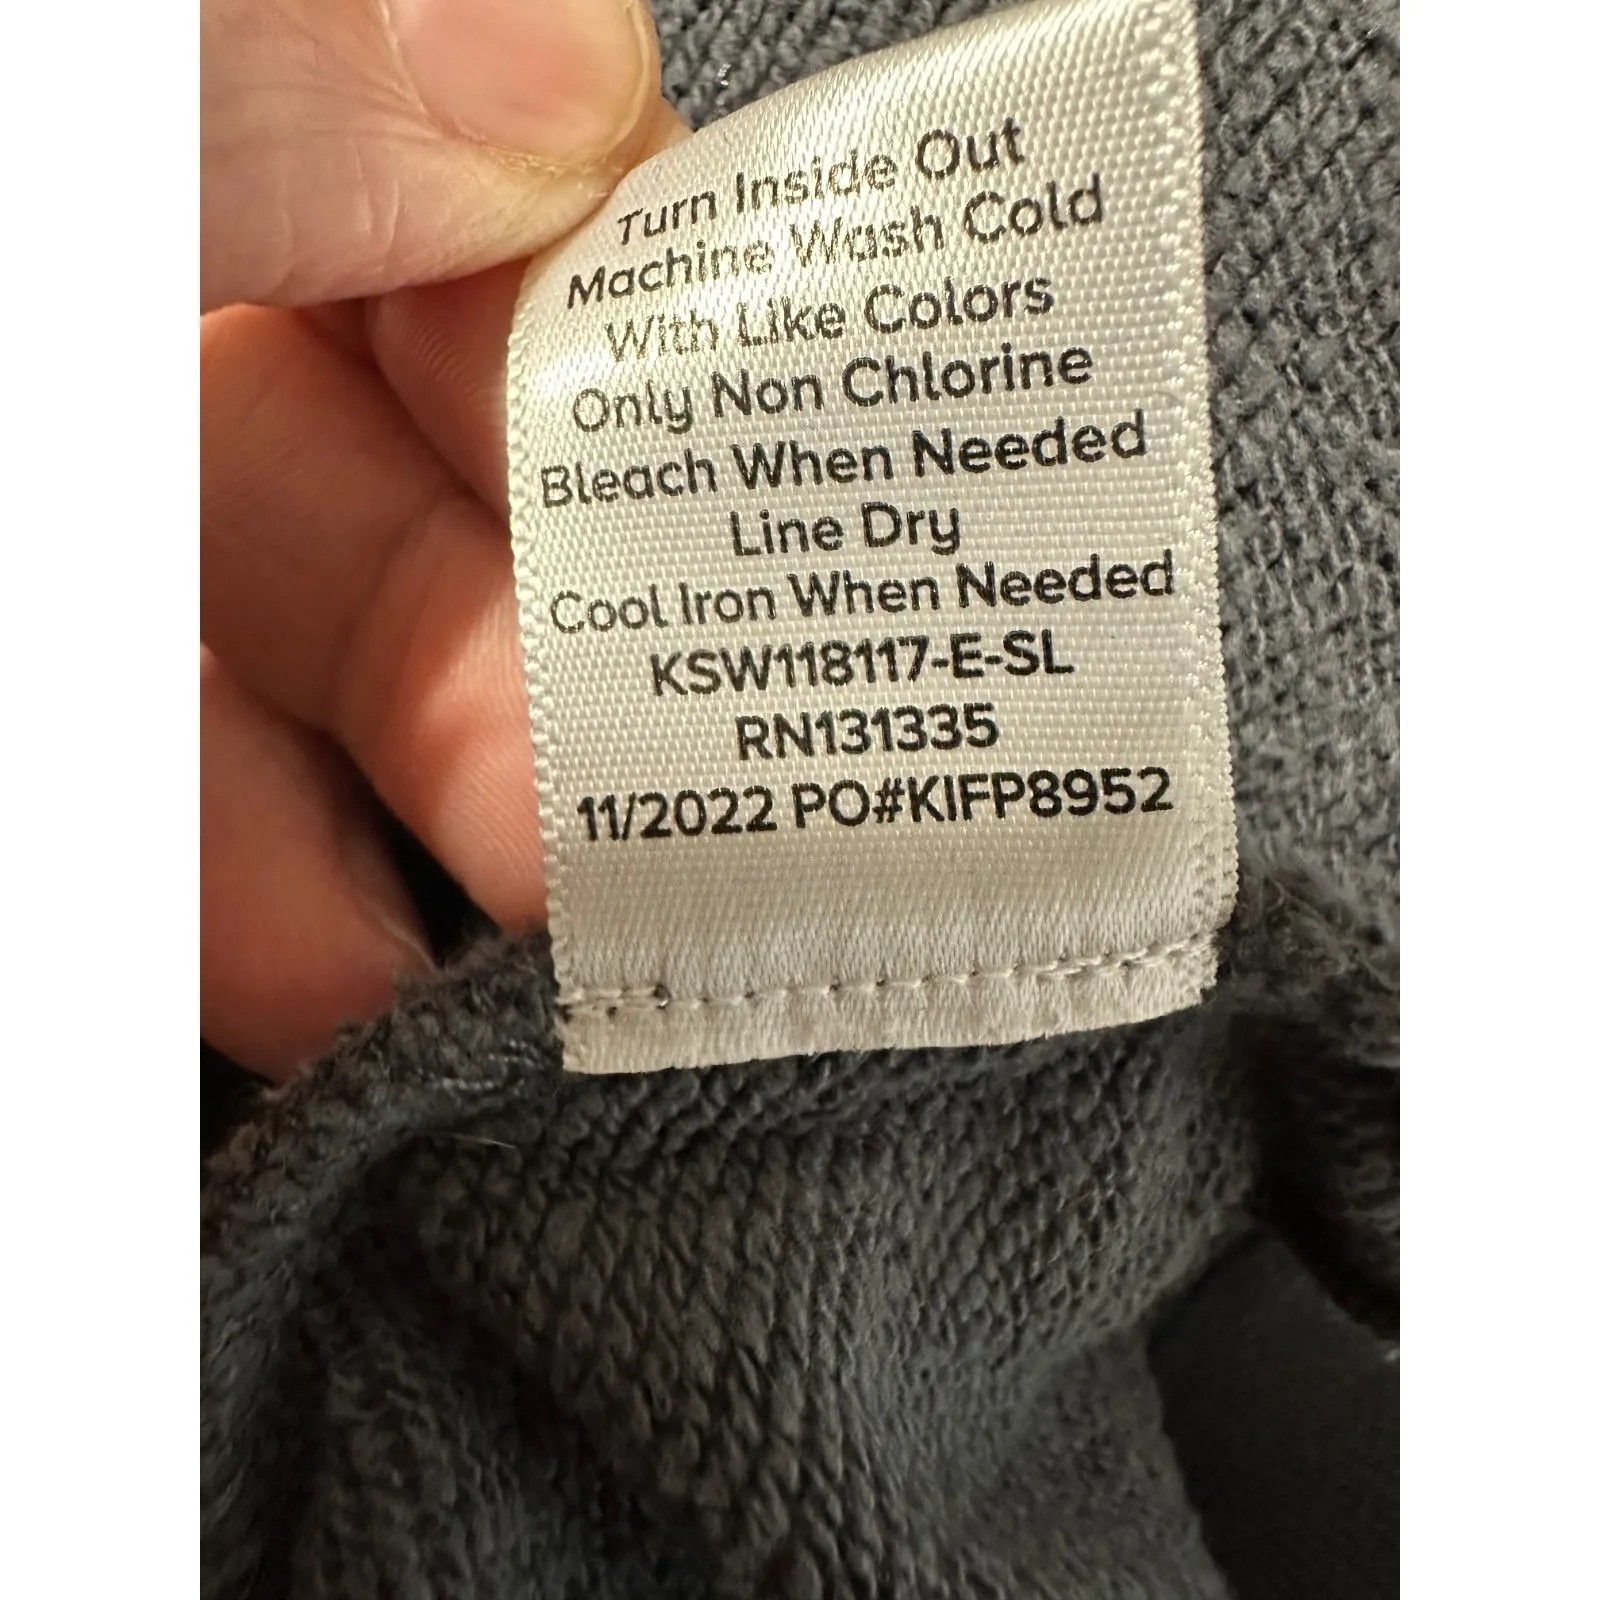 Turn Inside Out
Machine Wash Cold
With Like Colors
Only Non Chlorine
Bleach When Needed
Line Dry
Cool Iron When Needed
KSW118117-E-SL
RN131335
11/2022 PO#KIFP8952